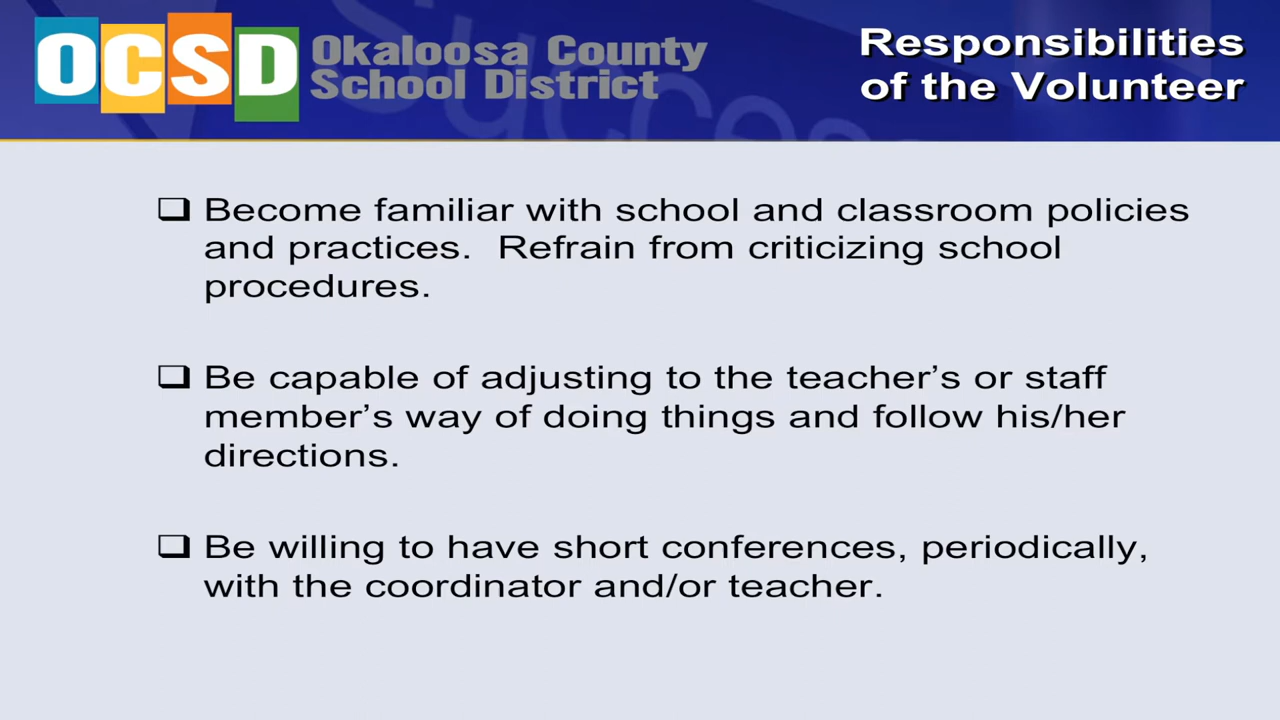 OCSD
Okaloosa County
School District
Responsibilities
of the Volunteer
Success
❑ Become familiar with school and classroom policies
and practices.  Refrain from criticizing school
procedures.
❑ Be capable of adjusting to the teacher’s or staff
member’s way of doing things and follow his/her
directions.
❑ Be willing to have short conferences, periodically,
with the coordinator and/or teacher.